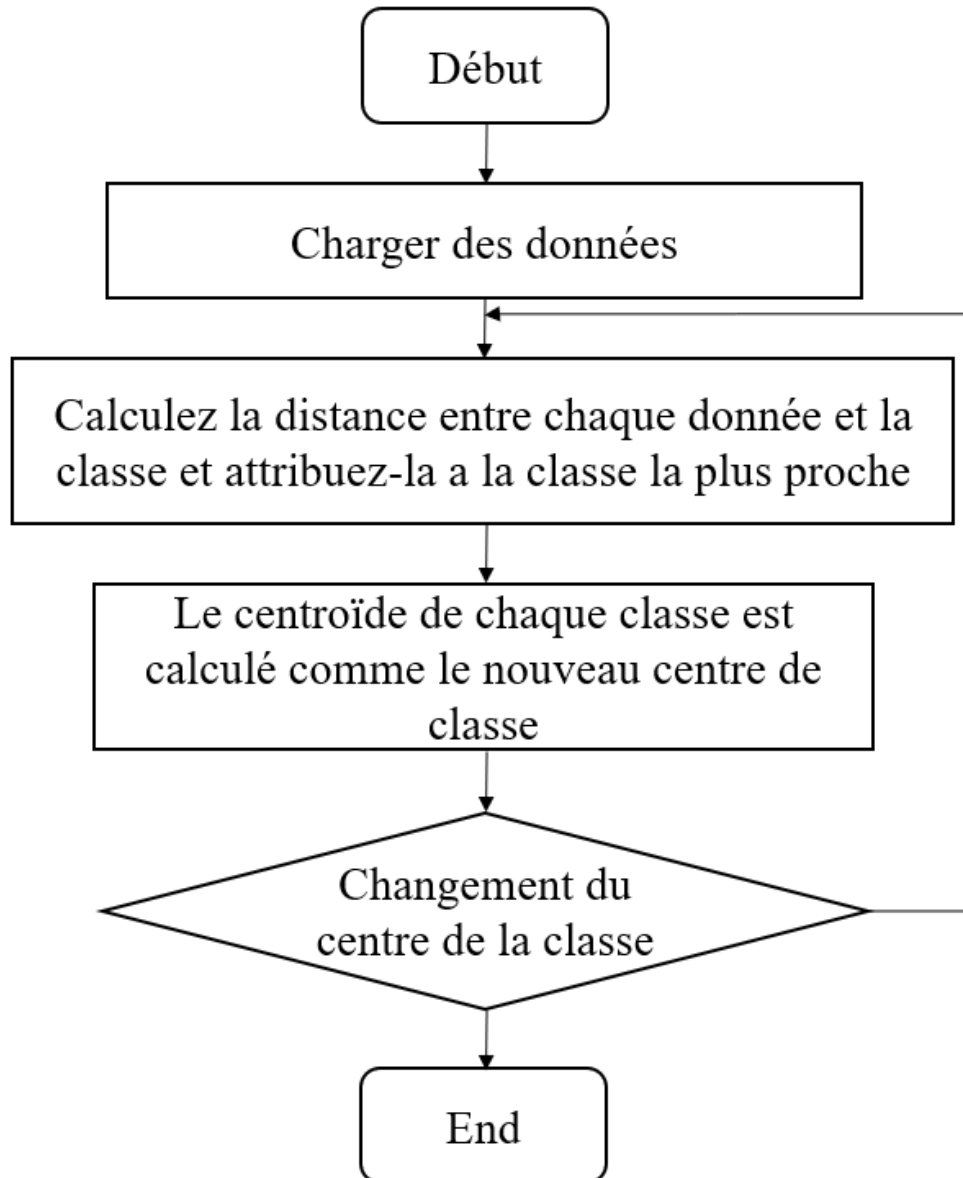 Début
Charger des données
Calculez la distance entre chaque donnée et la
classe et attribuez-la a la classe la plus proche
Le centroïde de chaque classe est
calculé comme le nouveau centre de
classe
Changement du
centre de la classe
End